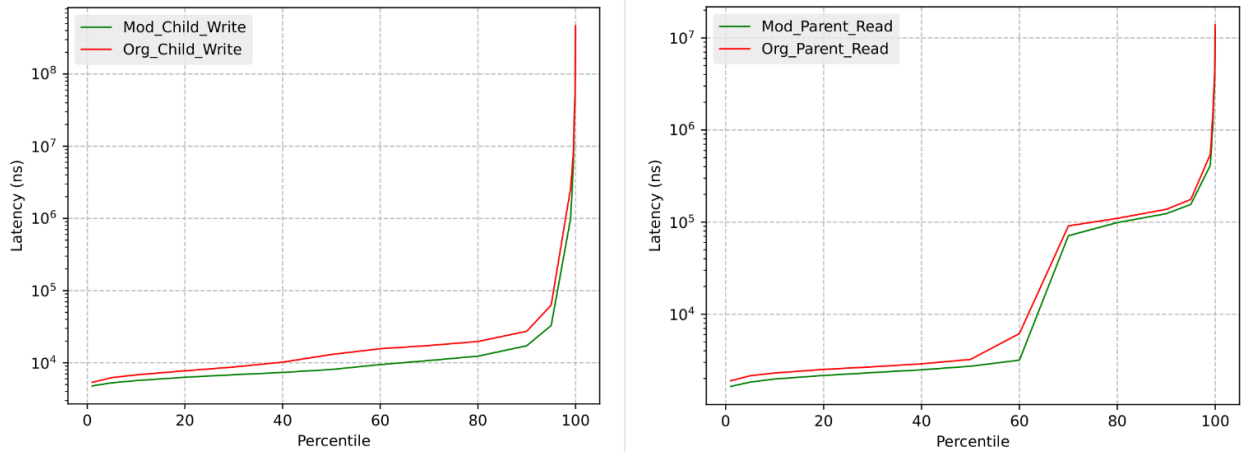 Mod_Child_Write
Org_Child_Write
10^8
10^7
10^6
10^5
10^4
Latency (ns)
0 20 40 60 80 100
Percentile
Mod_Parent_Read
Org_Parent_Read
10^7
10^6
10^5
10^4
Latency (ns)
0 20 40 60 80 100
Percentile